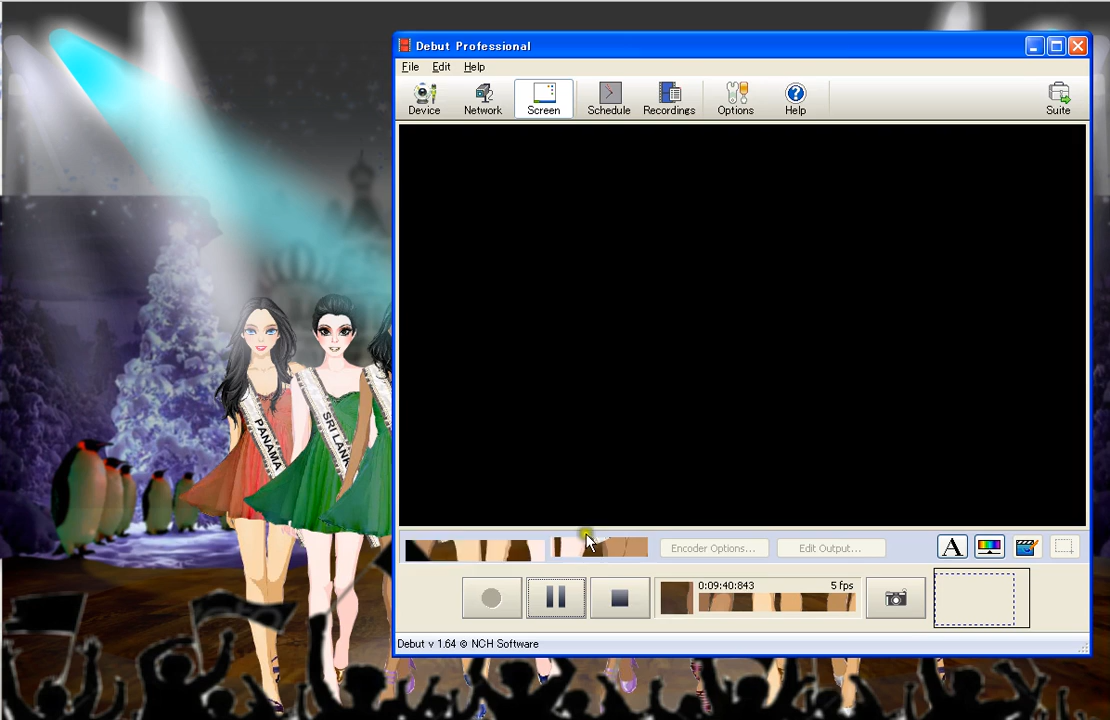 Debut Professional
File Edit Help
Device Network Screen Schedule Recordings Options Help Suite
PANAMA
SRI LANK
Encoder Options... Edit Output...
A
0:09:40:843 5 fps
Debut v 1.64 © NCH Software